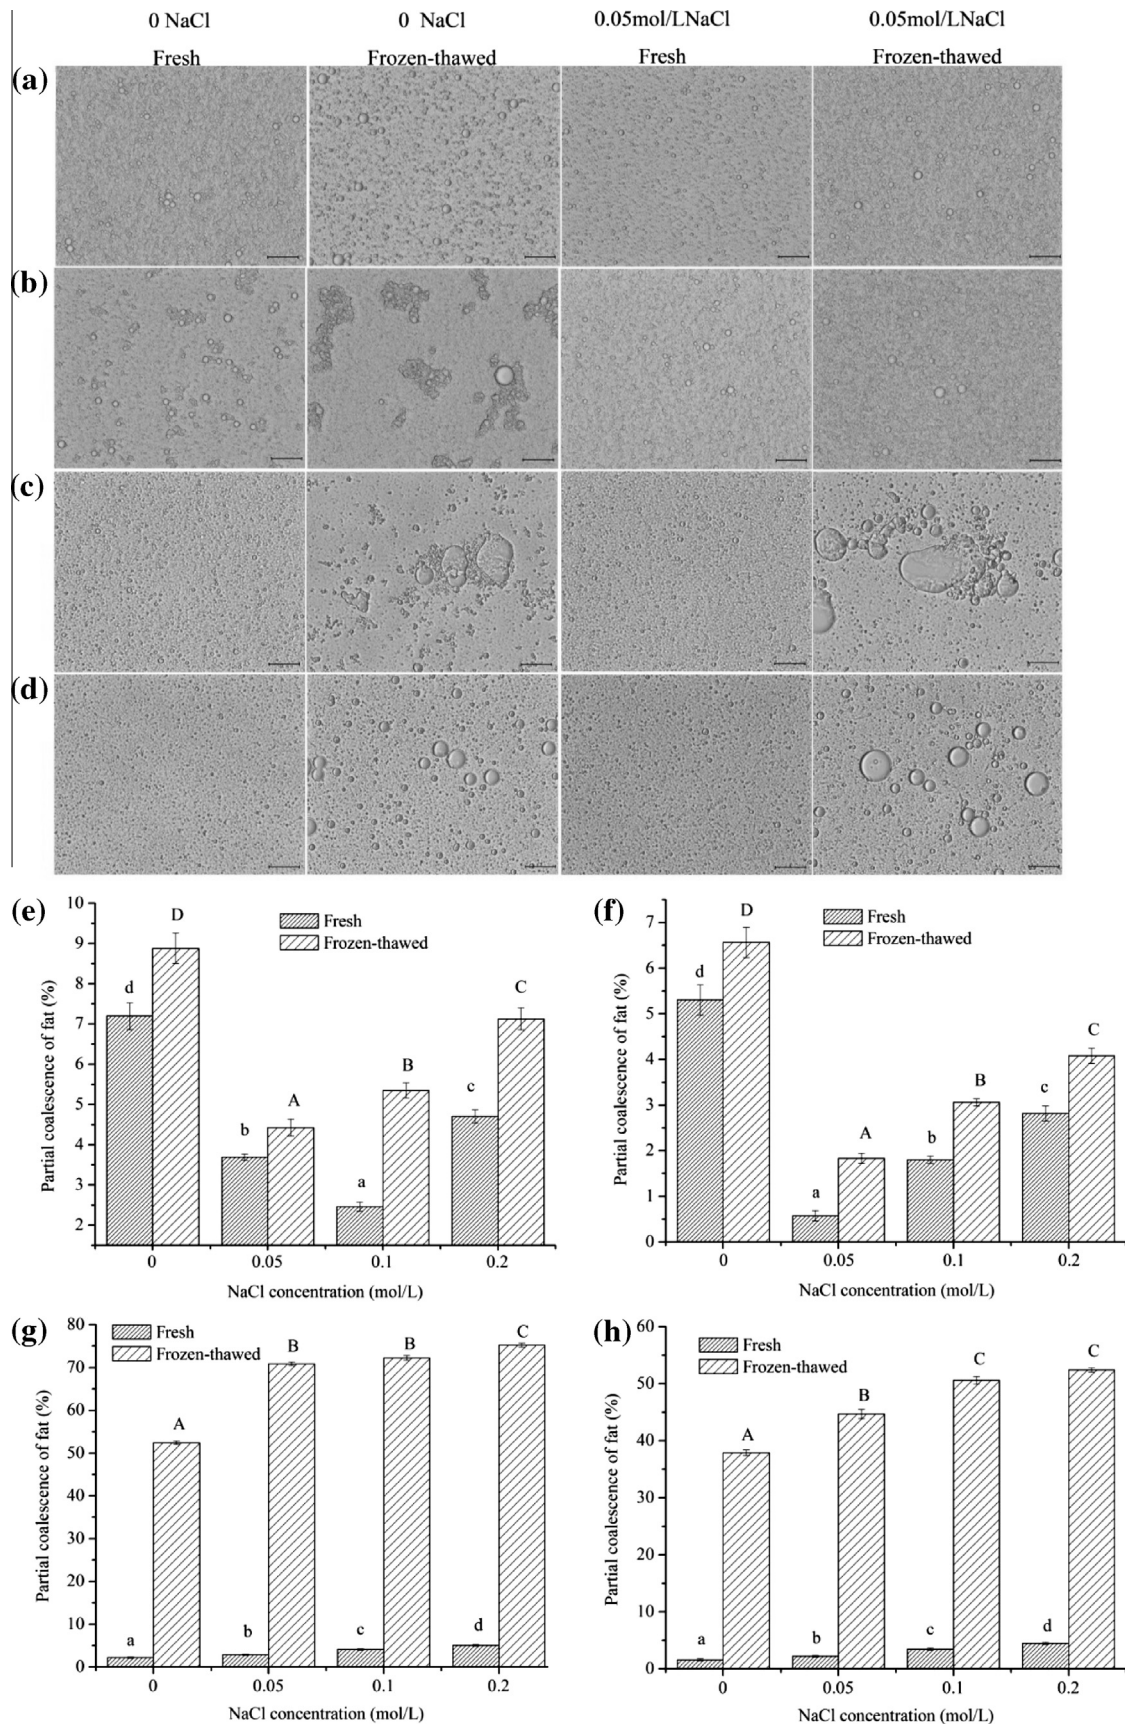 0 NaCl 0 NaCl 0.05mol/LNaCl 0.05mol/LNaCl
Fresh Frozen-thawed Fresh Frozen-thawed
(a)
(b)
(c)
(d)
(e)
Partial coalescence of fat (%)
10
9
8
7
6
5
4
3
2
Fresh
Frozen-thawed
d D b A a B c C
0 0.05 0.1 0.2
NaCl concentration (mol/L)
(f)
Partial coalescence of fat (%)
7
6
5
4
3
2
1
0
Fresh
Frozen-thawed
d D a A b B c C
0 0.05 0.1 0.2
NaCl concentration (mol/L)
(g)
Partial coalescence of fat (%)
80
70
60
50
40
30
20
10
0
Fresh
Frozen-thawed
a A b B c B d C
0 0.05 0.1 0.2
NaCl concentration (mol/L)
(h)
Partial coalescence of fat (%)
60
50
40
30
20
10
0
Fresh
Frozen-thawed
a A b B c C d C
0 0.05 0.1 0.2
NaCl concentration (mol/L)